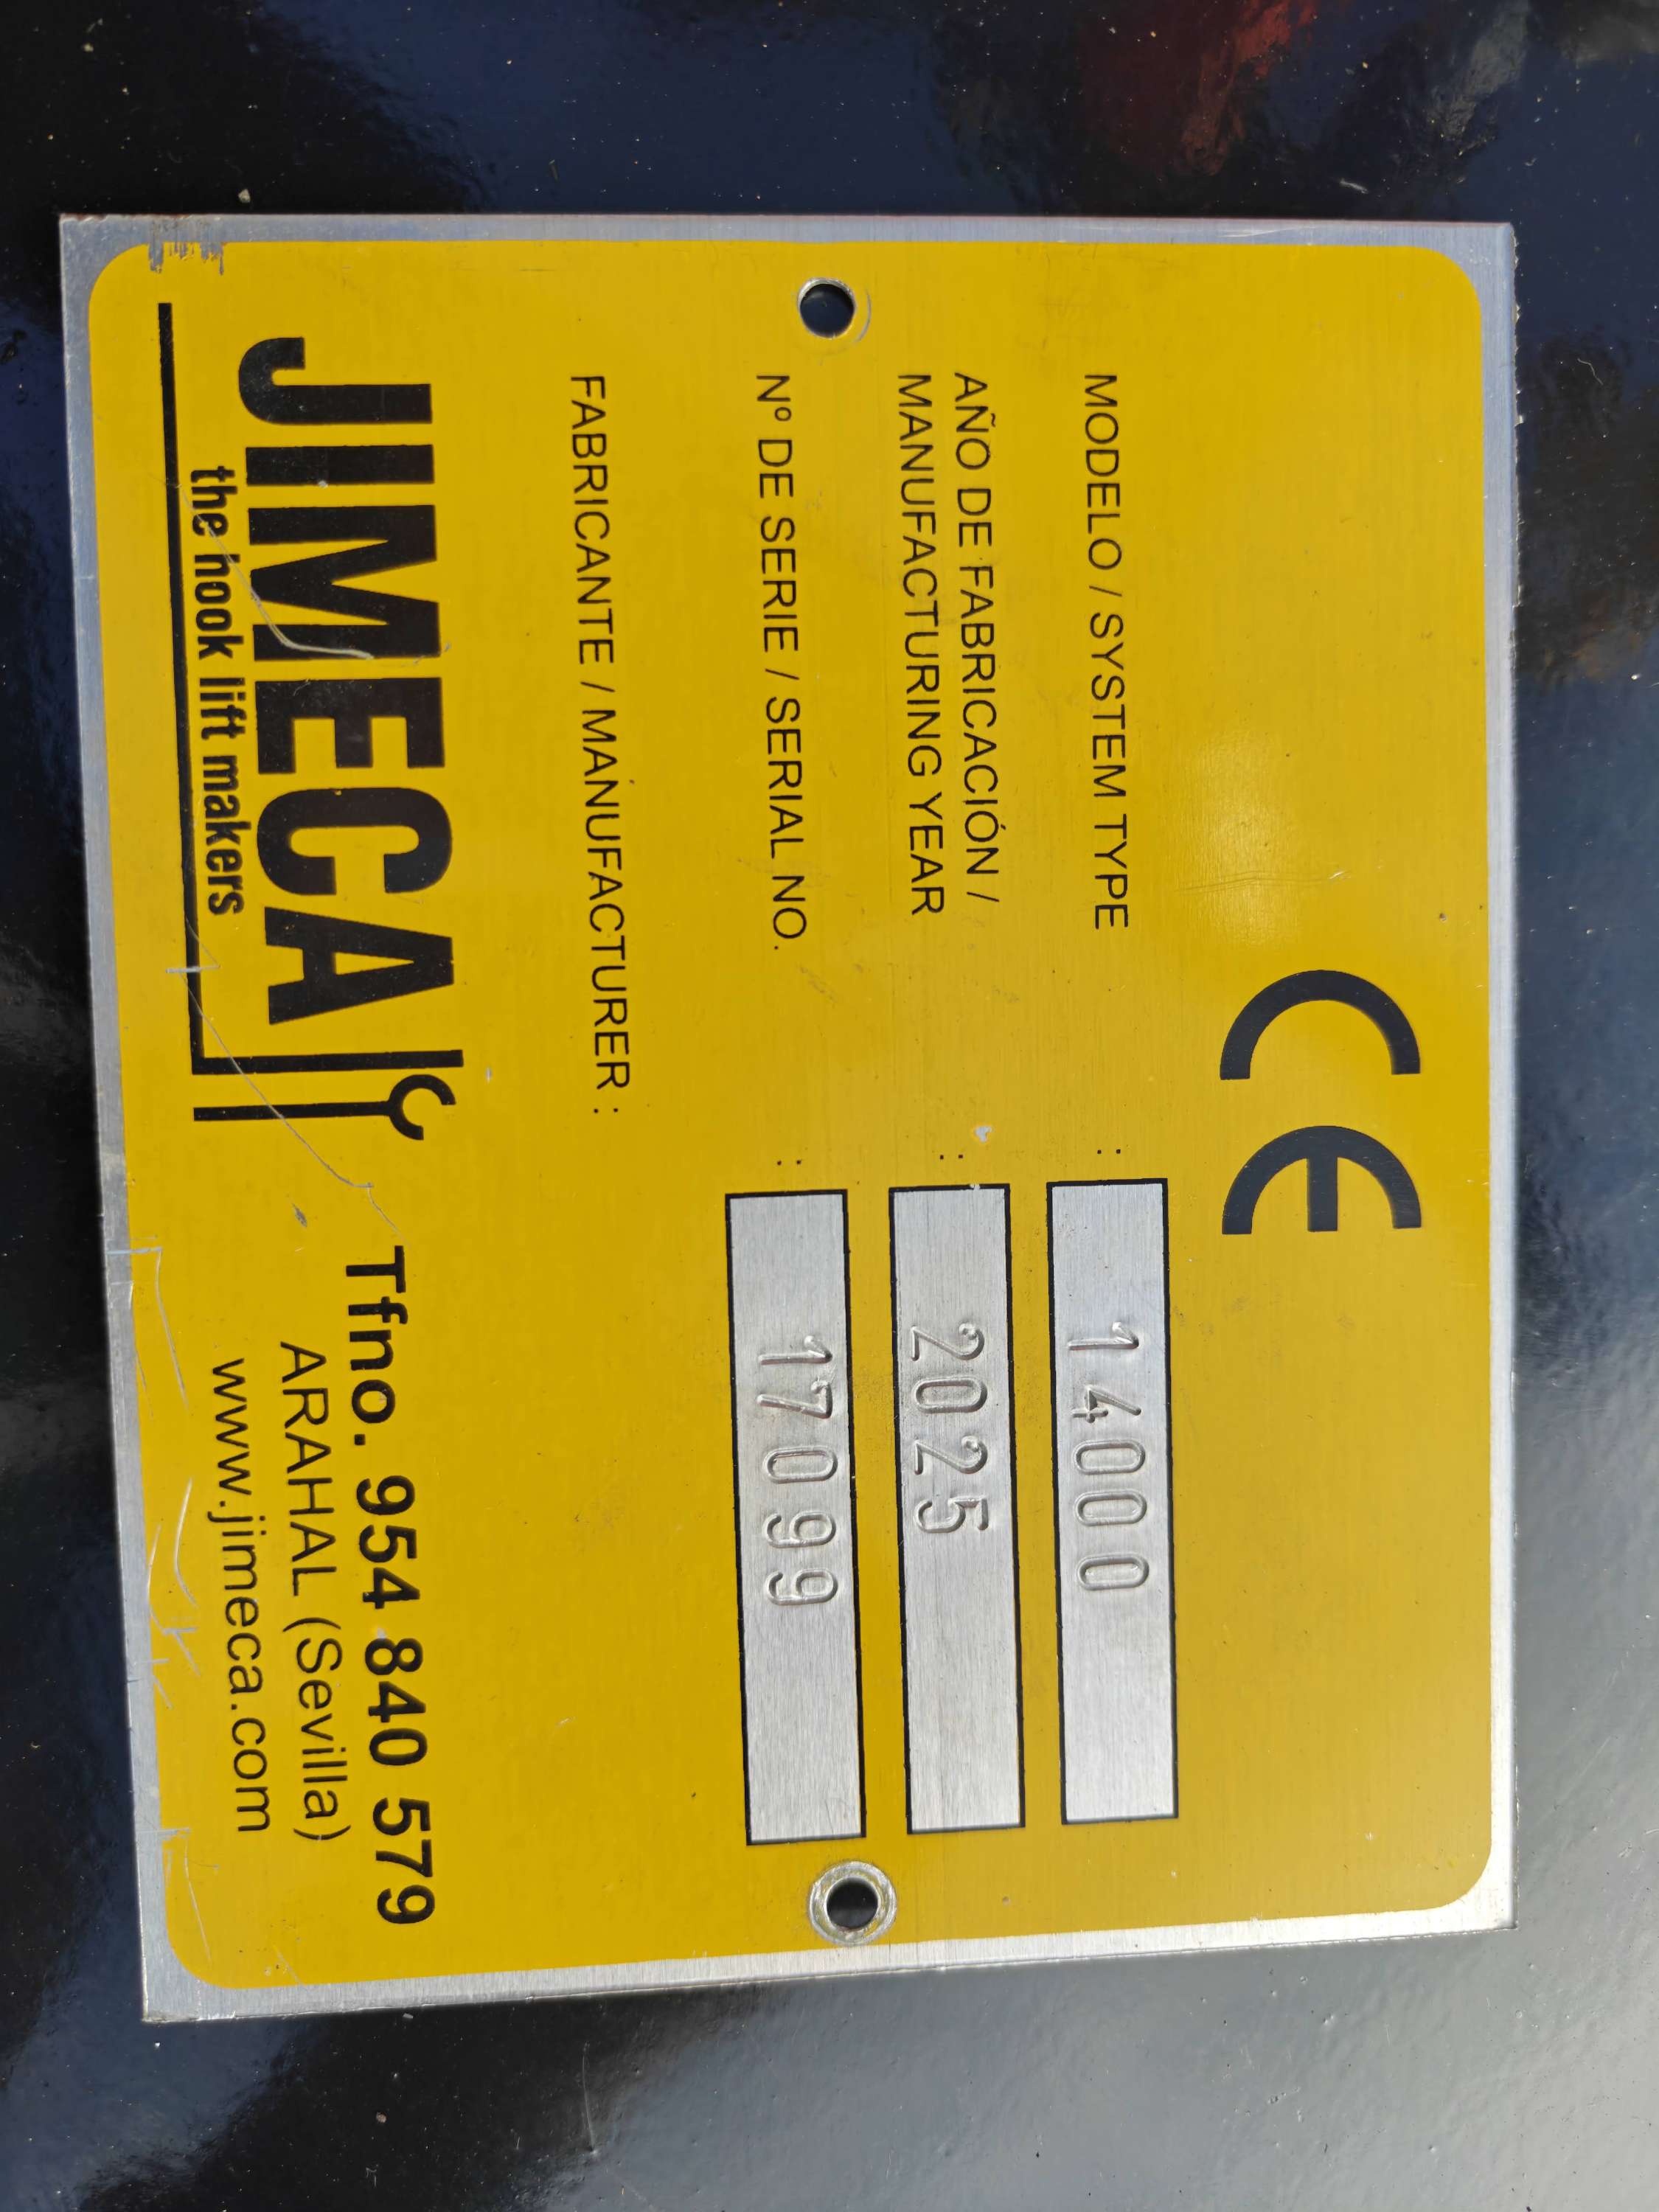 CE
MODELO / SYSTEM TYPE : 14000
AÑO DE FABRICACIÓN /
MANUFACTURING YEAR : 2025
Nº DE SERIE / SERIAL NO. : 17099
FABRICANTE / MANUFACTURER :
JIMECA
the hook lift makers
Tfno. 954 840 579
ARAHAL (Sevilla)
www.jimeca.com